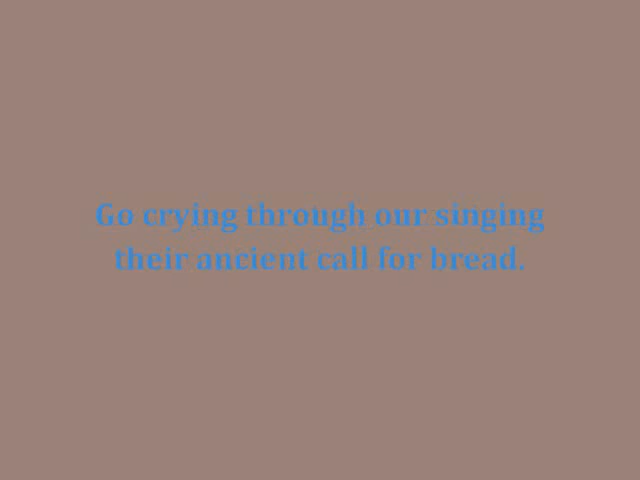 Go crying through our singing
their ancient call for bread.